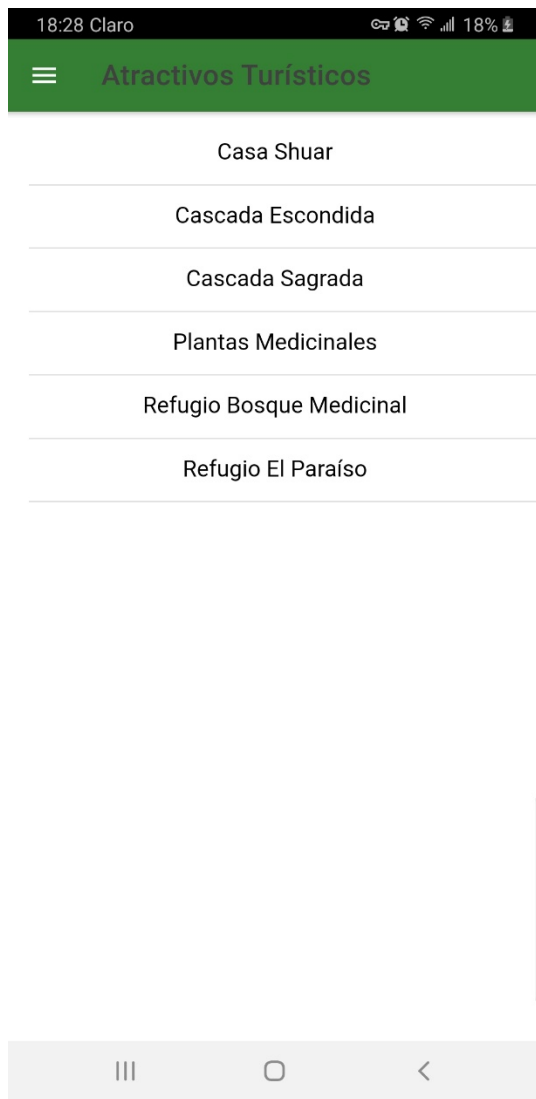 18:28 Claro 18%
Atractivos Turísticos
Casa Shuar
Cascada Escondida
Cascada Sagrada
Plantas Medicinales
Refugio Bosque Medicinal
Refugio El Paraíso